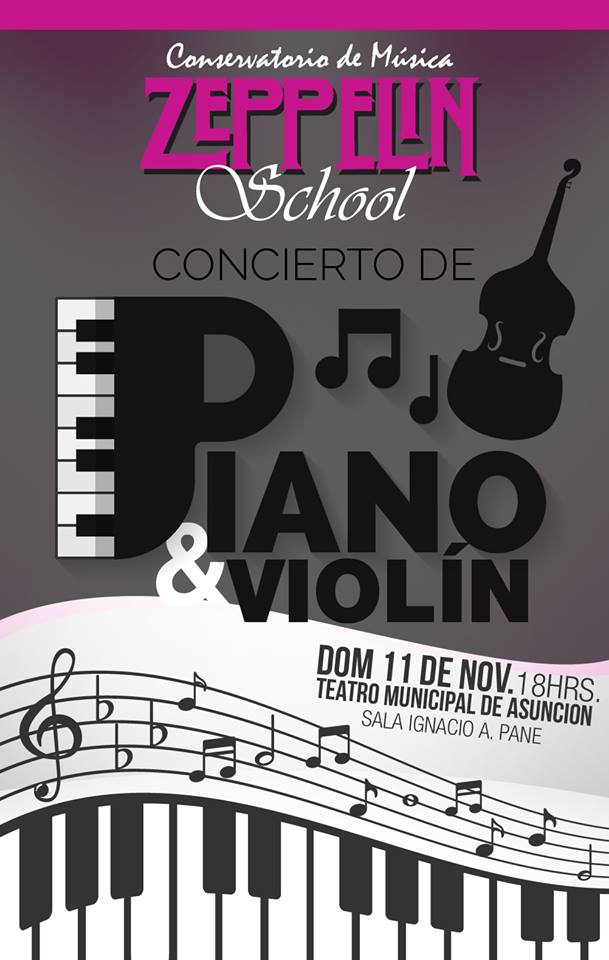 Conservatorio de Música
ZEPPELIN
School
CONCIERTO DE
PIANO
&VIOLÍN
DOM 11 DE NOV. 18HRS.
TEATRO MUNICIPAL DE ASUNCION
SALA IGNACIO A. PANE